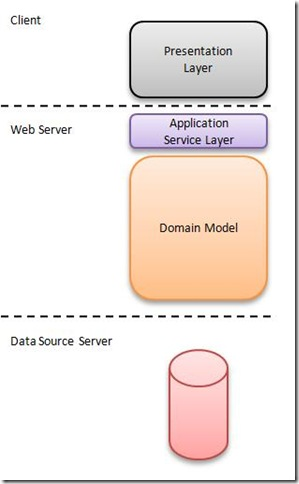 Client
Presentation
Layer
Web Server
Application
Service Layer
Domain Model
Data Source Server